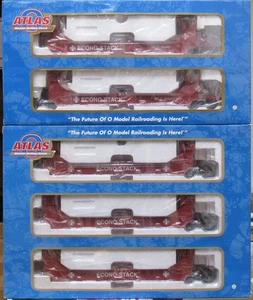 ATLAS
ECONO-STACK
ECONO-STACK
"The Future Of O Model Railroading Is Here!"
"The Future Of O Model Railroading Is Here!"
ATLAS
ECONO-STACK
ECONO-STACK
ECONO-STACK